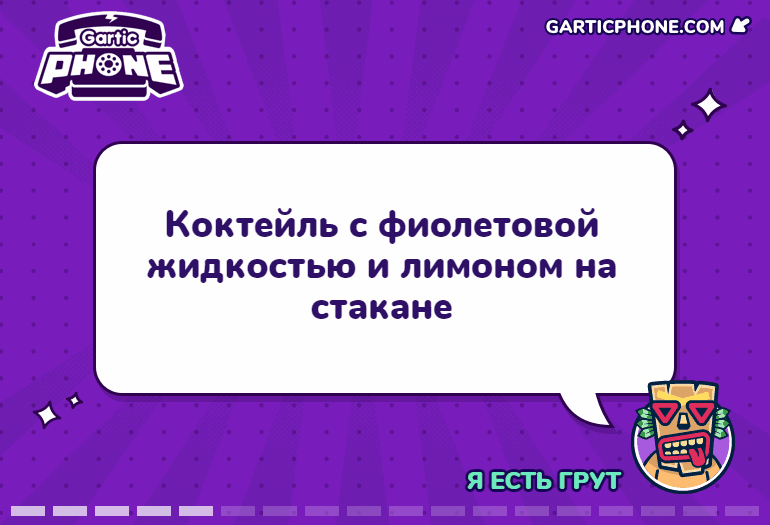 Gartic
PHONE
GARTICPHONE.COM
Коктейль с фиолетовой
жидкостью и лимоном на
стакане
Я ЕСТЬ ГРУТ